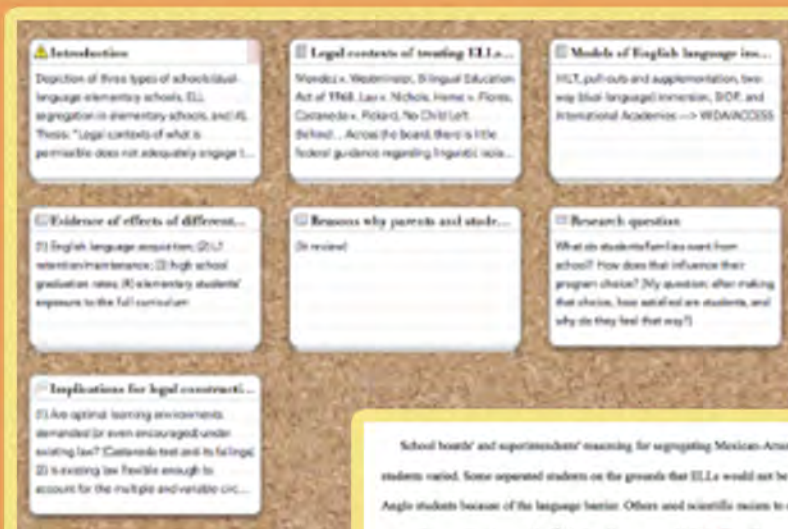 Introduction
Depiction of three types of schools (dual-
language elementary schools, ELL
segregation in elementary schools, and
Thesis: "Legal contexts of what is
permissible does not adequately engage t...
Legal contexts of treating ELLs...
Mendez v. Westminster, Bilingual Education
Act of 1968, Lau v. Nichols, Horne v. Flores,
Castaneda v. Pickard, No Child Left
Behind... Across the board, there is little
federal guidance regarding linguistic isola...
Models of English language ins...
pull-outs and supplementation, two-
way (dual language) immersion, SIOP, and
International Academies --> WIDA/ACCESS
Evidence of effects of different...
(1) English language acquisition; (2) L1
retention/maintenance; (3) high school
graduation rates; (4) elementary students'
exposure to the full curriculum
Reasons why parents and stude...
(lit review)
Research question
What do students/families want from
school? How does that influence their
program choice? (My question: after making
that choice, how satisfied are students, and
why do they feel that way?)
Implications for legal constructi...
(1) Are optimal learning environments
demanded (or even encouraged) under
existing law? (Castaneda test and its failings)
(2) Is existing law flexible enough to
account for the multiple and variable circ...
School boards' and superintendents' reasoning for segregating Mexican-Amer
students varied. Some separated students on the grounds that ELLs would not be
Anglo students because of the language barrier. Others used scientific racism to